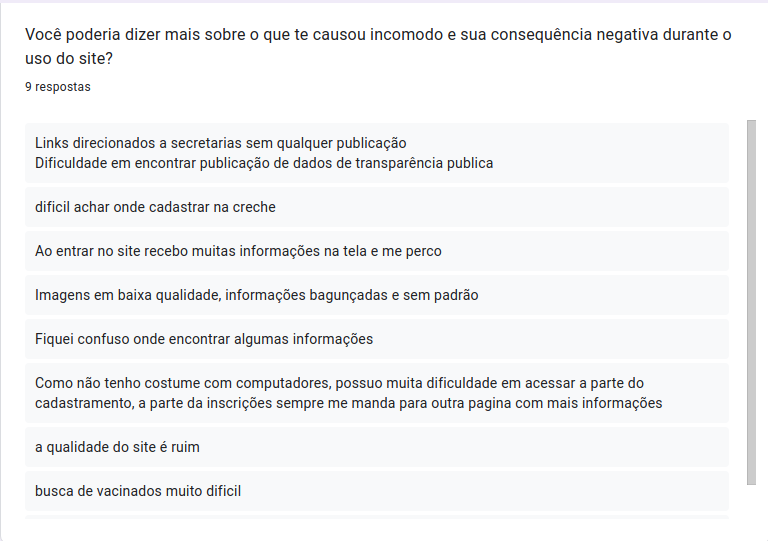 Você poderia dizer mais sobre o que te causou incomodo e sua consequência negativa durante o
uso do site?
9 respostas
Links direcionados a secretarias sem qualquer publicação
Dificuldade em encontrar publicação de dados de transparência publica
dificil achar onde cadastrar na creche
Ao entrar no site recebo muitas informações na tela e me perco
Imagens em baixa qualidade, informações bagunçadas e sem padrão
Fiquei confuso onde encontrar algumas informações
Como não tenho costume com computadores, possuo muita dificuldade em acessar a parte do
cadastramento, a parte da inscrições sempre me manda para outra pagina com mais informações
a qualidade do site é ruim
busca de vacinados muito dificil